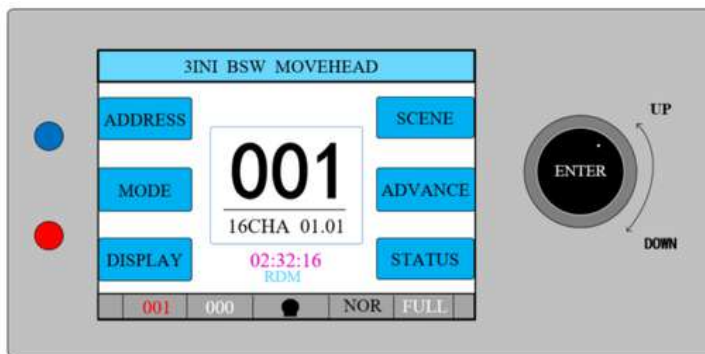 3INI BSW MOVEHEAD
ADDRESS
SCENE
001
MODE
ADVANCE
16CHA 01.01
DISPLAY
02:32:16
STATUS
RDM
001 000 NOR FULL
UP
ENTER
DOWN